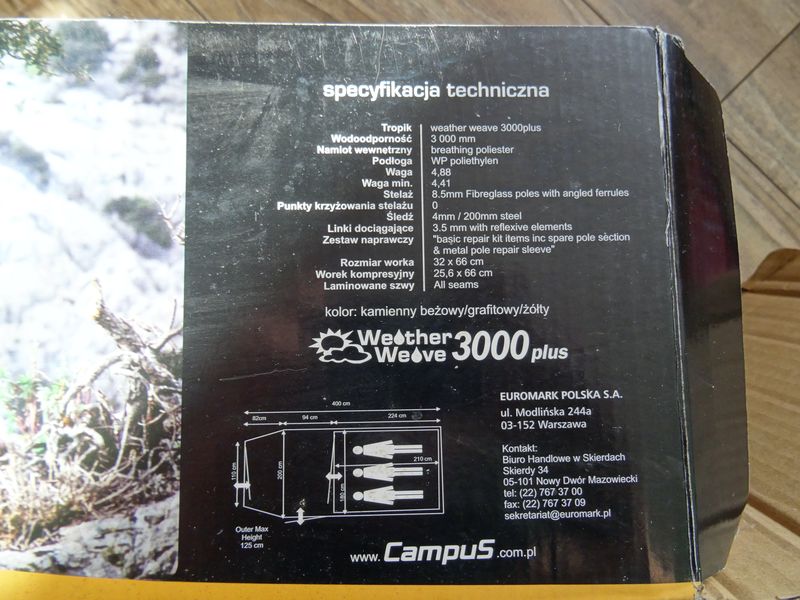 specyfikacja techniczna
Tropik weather weave 3000plus
Wodoodporność 3 000 mm
Namiot wewnetrzny breathing poliester
Podłoga WP poliethylen
Waga 4,88
Waga min. 4,41
Stelaż 8.5mm Fibreglass poles with angled ferrules
Punkty krzyżowania stelażu 0
Śledź 4mm / 200mm steel
Linki dociągające 3.5 mm with reflexive elements
Zestaw naprawczy "basic repair kit items inc spare pole section
& metal pole repair sleeve"
Rozmiar worka 32 x 66 cm
Worek kompresyjny 25,6 x 66 cm
Laminowane szwy All seams
kolor: kamienny beżowy/grafitowy/żółty
Weather
Weave 3000 plus
EUROMARK POLSKA S.A.
ul. Modlińska 244a
03-152 Warszawa
Kontakt:
Biuro Handlowe w Skierdach
Skierdy 34
05-101 Nowy Dwór Mazowiecki
tel: (22) 767 37 00
fax: (22) 767 37 09
sekretariat@euromark.pl
400 cm
82cm 94 cm 224 cm
210 cm
110 cm
200 cm
180 cm
Outer Max
Height
125 cm
www. CampuS .com.pl